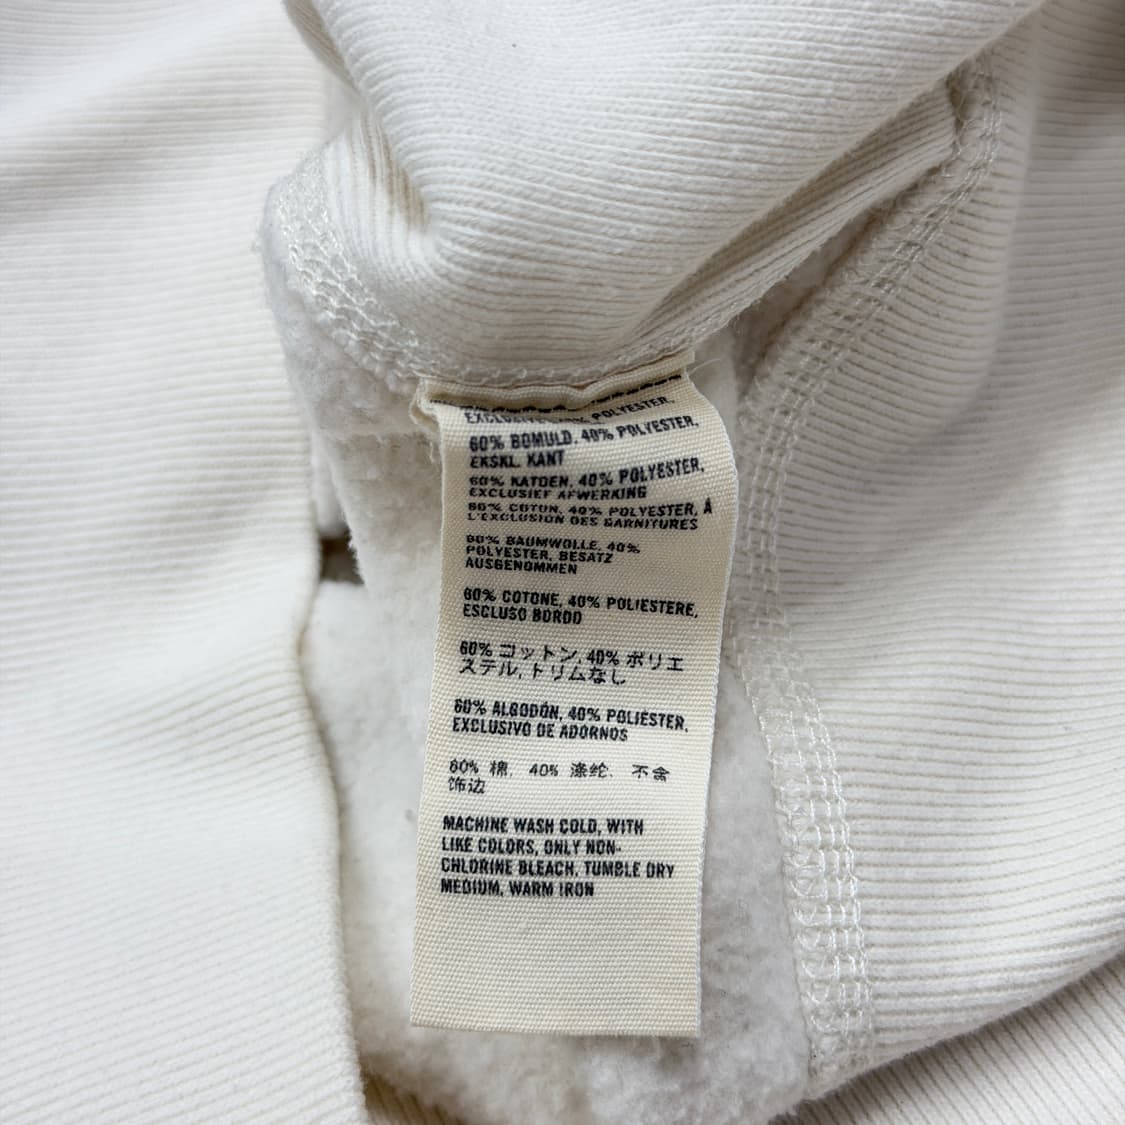 EXCLUSIVE POLYESTER.
60% BOMULD, 40% POLYESTER,
EKSKL. KANT
60% KATOEN, 40% POLYESTER,
EXCLUSIEF AFWERKING
60% COTON, 40% POLYESTER, À
L'EXCLUSION DES GARNITURES
60% BAUMWOLLE, 40%
POLYESTER, BESATZ
AUSGENOMMEN
60% COTONE, 40% POLIESTERE,
ESCLUSO BORDO
60% コットン, 40% ポリエ
ステル, トリムなし
60% ALGODÓN, 40% POLIÉSTER,
EXCLUSIVO DE ADORNOS
60% 棉, 40% 涤纶, 不含
饰边
MACHINE WASH COLD, WITH
LIKE COLORS, ONLY NON-
CHLORINE BLEACH, TUMBLE DRY
MEDIUM, WARM IRON